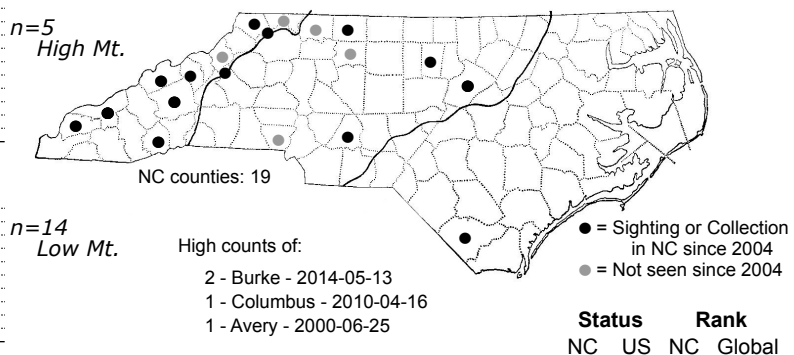 n=5
High Mt.
NC counties: 19
n=14
Low Mt.
High counts of:
2 - Burke - 2014-05-13
1 - Columbus - 2010-04-16
1 - Avery - 2000-06-25
● = Sighting or Collection
in NC since 2004
● = Not seen since 2004
Status Rank
NC US NC Global